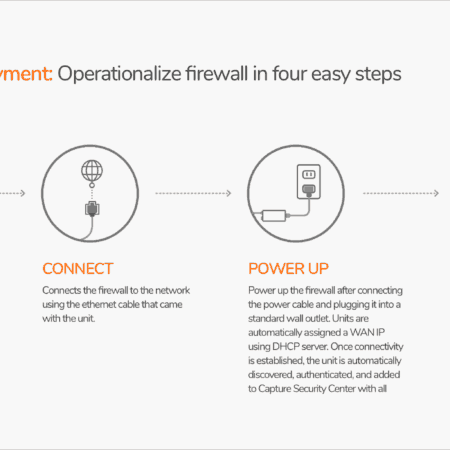 yment: Operationalize firewall in four easy steps
CONNECT
Connects the firewall to the network
using the ethernet cable that came
with the unit.
POWER UP
Power up the firewall after connecting
the power cable and plugging it into a
standard wall outlet. Units are
automatically assigned a WAN IP
using DHCP server. Once connectivity
is established, the unit is automatically
discovered, authenticated, and added
to Capture Security Center with all